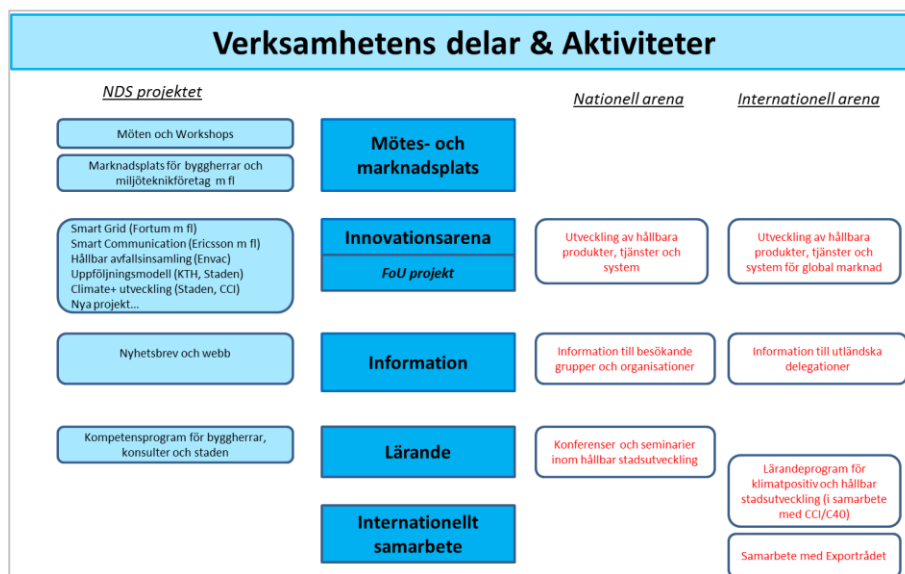 Verksamhetens delar & Aktiviteter
NDS projektet
Nationell arena
Internationell arena
Möten och Workshops
Marknadsplats för byggherrar och
miljöteknikföretag m fl
Mötes- och
marknadsplats
Smart Grid (Fortum m fl)
Smart Communication (Ericsson m fl)
Hållbar avfallsinsamling (Envac)
Uppföljningsmodell (KTH, Staden)
Climate+ utveckling (Staden, CCI)
Nya projekt...
Innovationsarena
FoU projekt
Utveckling av hållbara
produkter, tjänster och
system
Utveckling av hållbara
produkter, tjänster och
system för global marknad
Nyhetsbrev och webb
Information
Information till besökande
grupper och organisationer
Information till utländska
delegationer
Kompetensprogram för byggherrar,
konsulter och staden
Lärande
Konferenser och seminarier
inom hållbar stadsutveckling
Lärandeprogram för
klimatpositiv och hållbar
stadsutveckling (i samarbete
med CCI/C40)
Internationellt
samarbete
Samarbete med Exportrådet